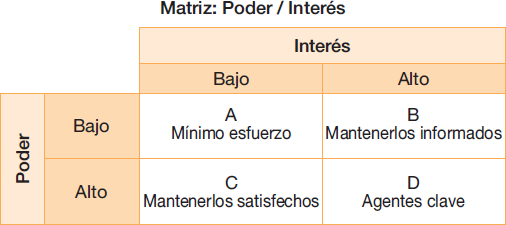 Matriz: Poder / Interés
Interés
Bajo
Alto
Poder
Bajo
A
Mínimo esfuerzo
B
Mantenerlos informados
Alto
C
Mantenerlos satisfechos
D
Agentes clave